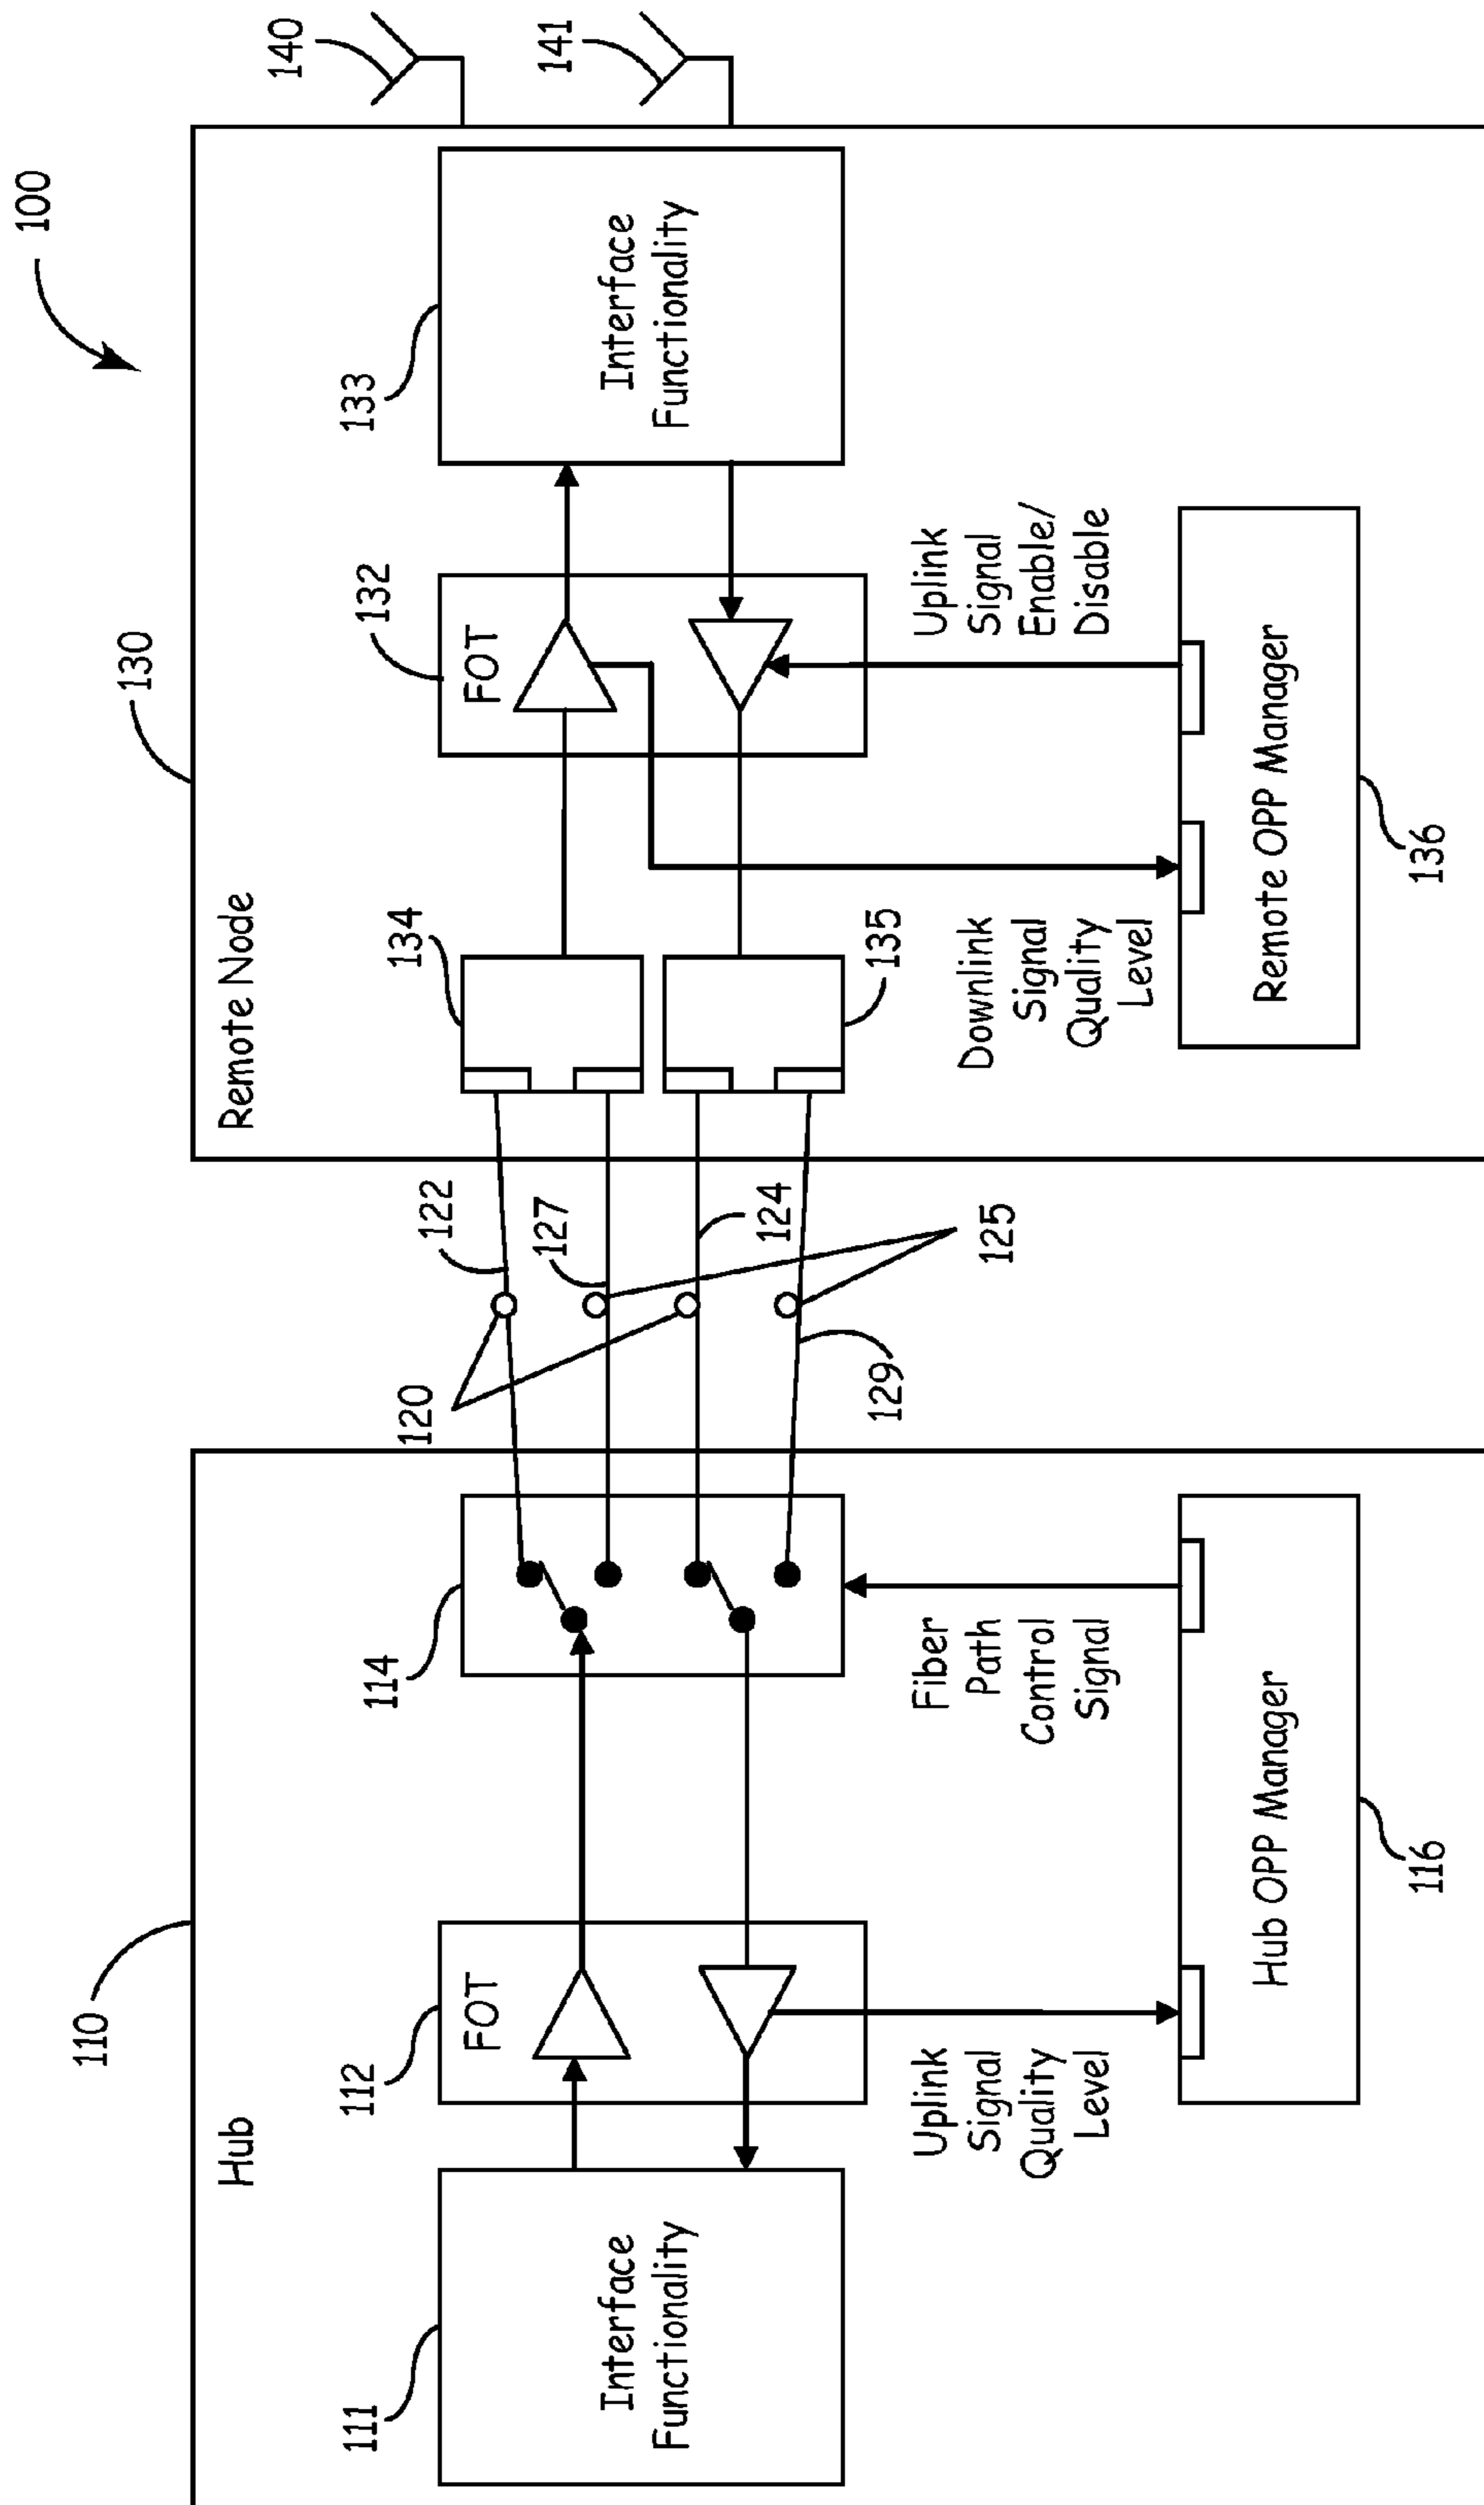 100
110
Hub
130
Remote Node
140
141
111
Interface
Functionality
112
FOT
114
120
122
127
124
125
129
134
135
132
FOT
133
Interface
Functionality
Uplink
Signal
Quality
Level
Fiber
Path
Control
Signal
Downlink
Signal
Quality
Level
Uplink
Signal
Enable/
Disable
Hub OPP Manager
116
Remote OPP Manager
136